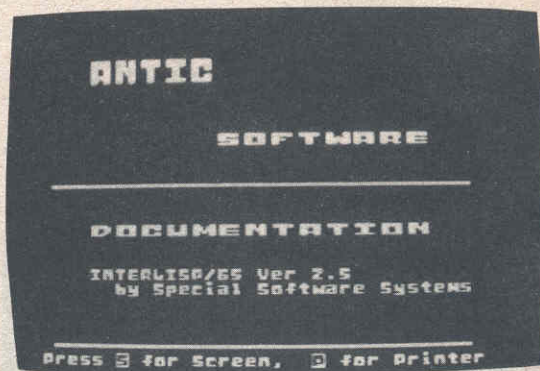 ANTIC
SOFTWARE
DOCUMENTATION
INTERLISP/65 Ver 2.5
by Special Software Systems
Press S for Screen, P for Printer